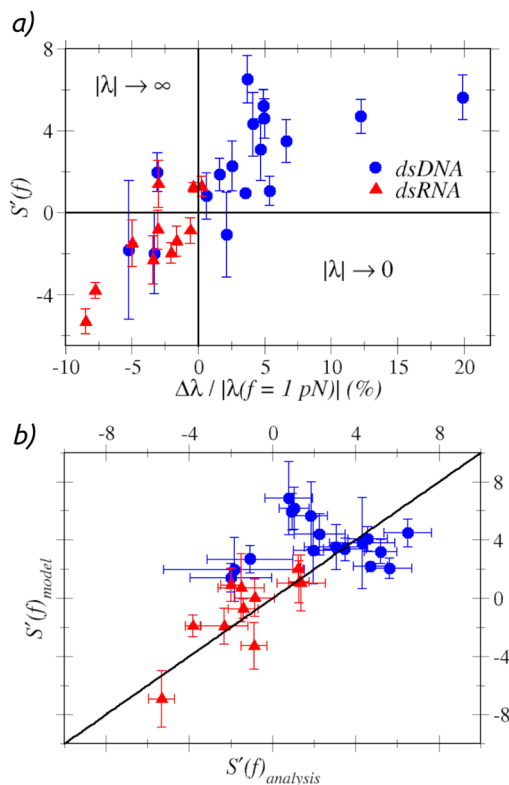 a)
8
4
0
-4
S′(f)
|λ| → ∞
|λ| → 0
dsDNA
dsRNA
-10 -5 0 5 10 15 20
Δλ / |λ(f = 1 pN)| (%)
b)
-8 -4 0 4 8
8
4
0
-4
-8
S′(f)model
S′(f)analysis